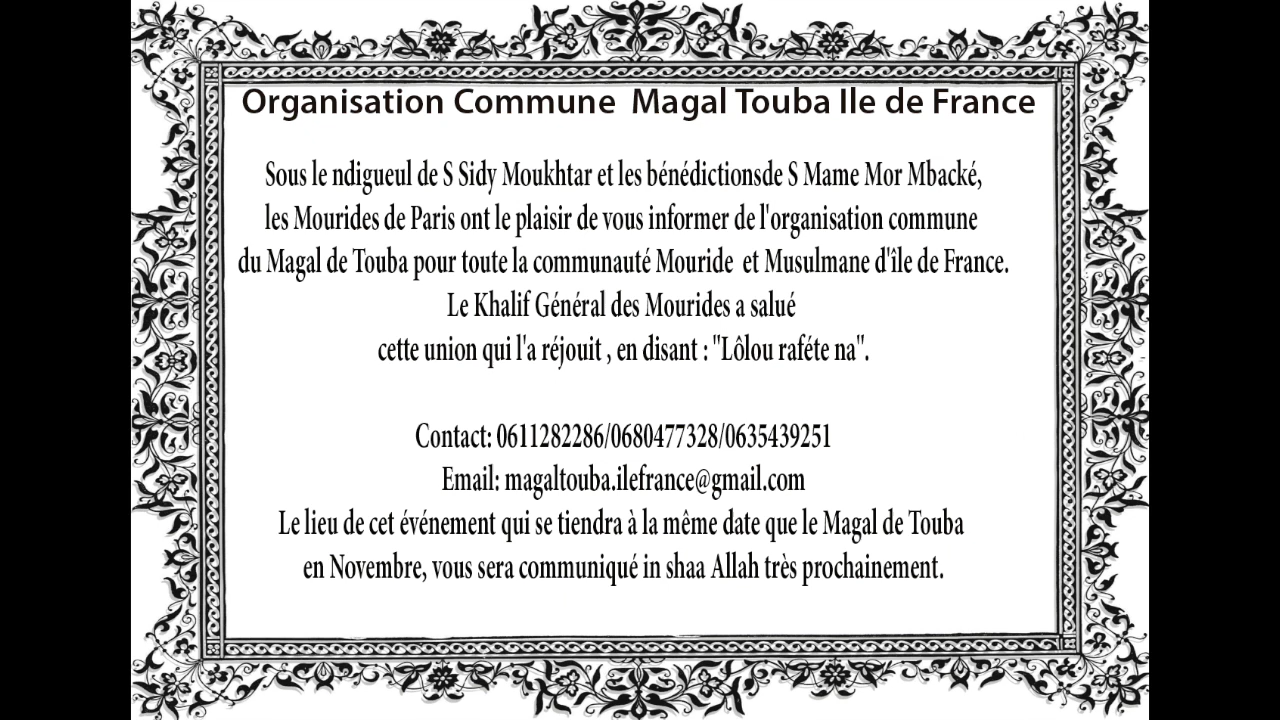 Organisation Commune Magal Touba Ile de France
Sous le ndigueul de S Sidy Moukhtar et les bénédictionsde S Mame Mor Mbacké,
les Mourides de Paris ont le plaisir de vous informer de l'organisation commune
du Magal de Touba pour toute la communauté Mouride et Musulmane d'île de France.
Le Khalif Général des Mourides a salué
cette union qui l'a réjouit , en disant : "Lôlou raféte na".
Contact: 0611282286/0680477328/0635439251
Email: magaltouba.ilefrance@gmail.com
Le lieu de cet événement qui se tiendra à la même date que le Magal de Touba
en Novembre, vous sera communiqué in shaa Allah très prochainement.